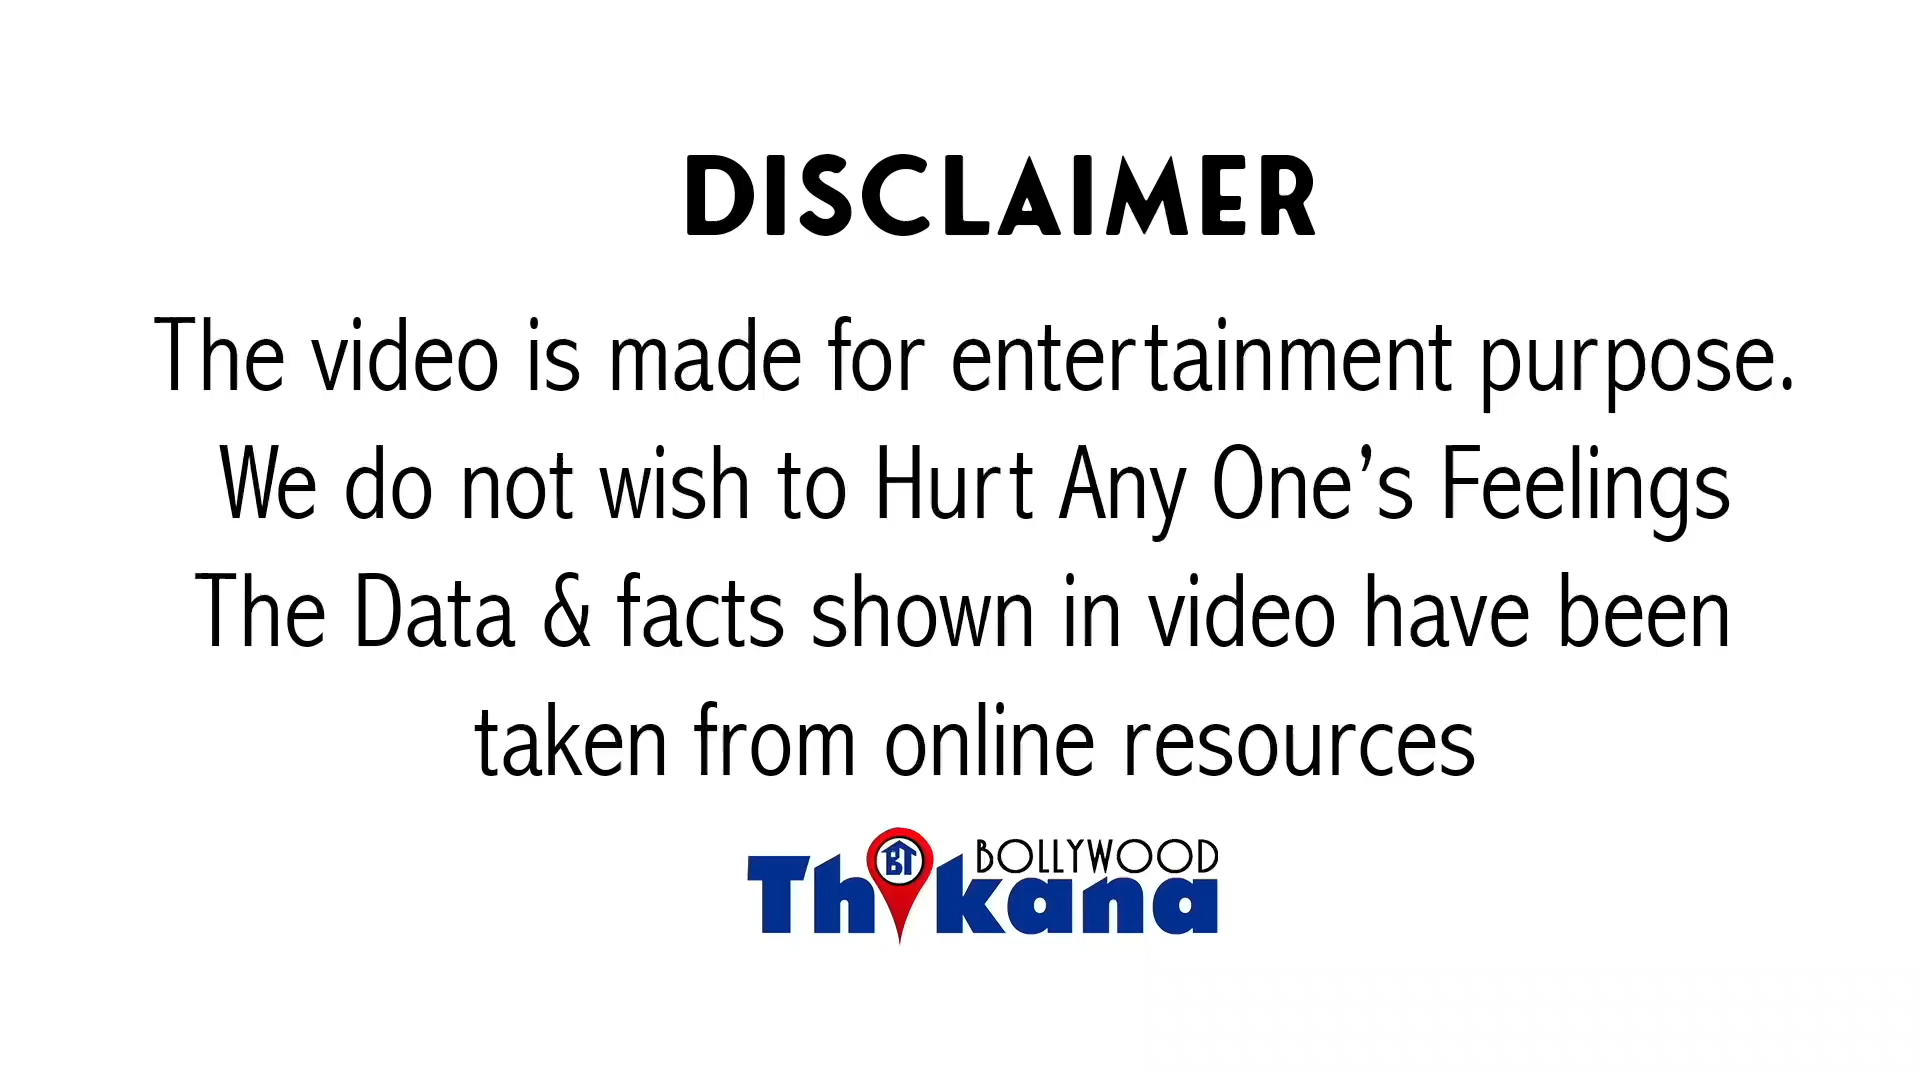 DISCLAIMER
The video is made for entertainment purpose.
We do not wish to Hurt Any One’s Feelings
The Data & facts shown in video have been
taken from online resources
BT
BOLLYWOOD
Thikana